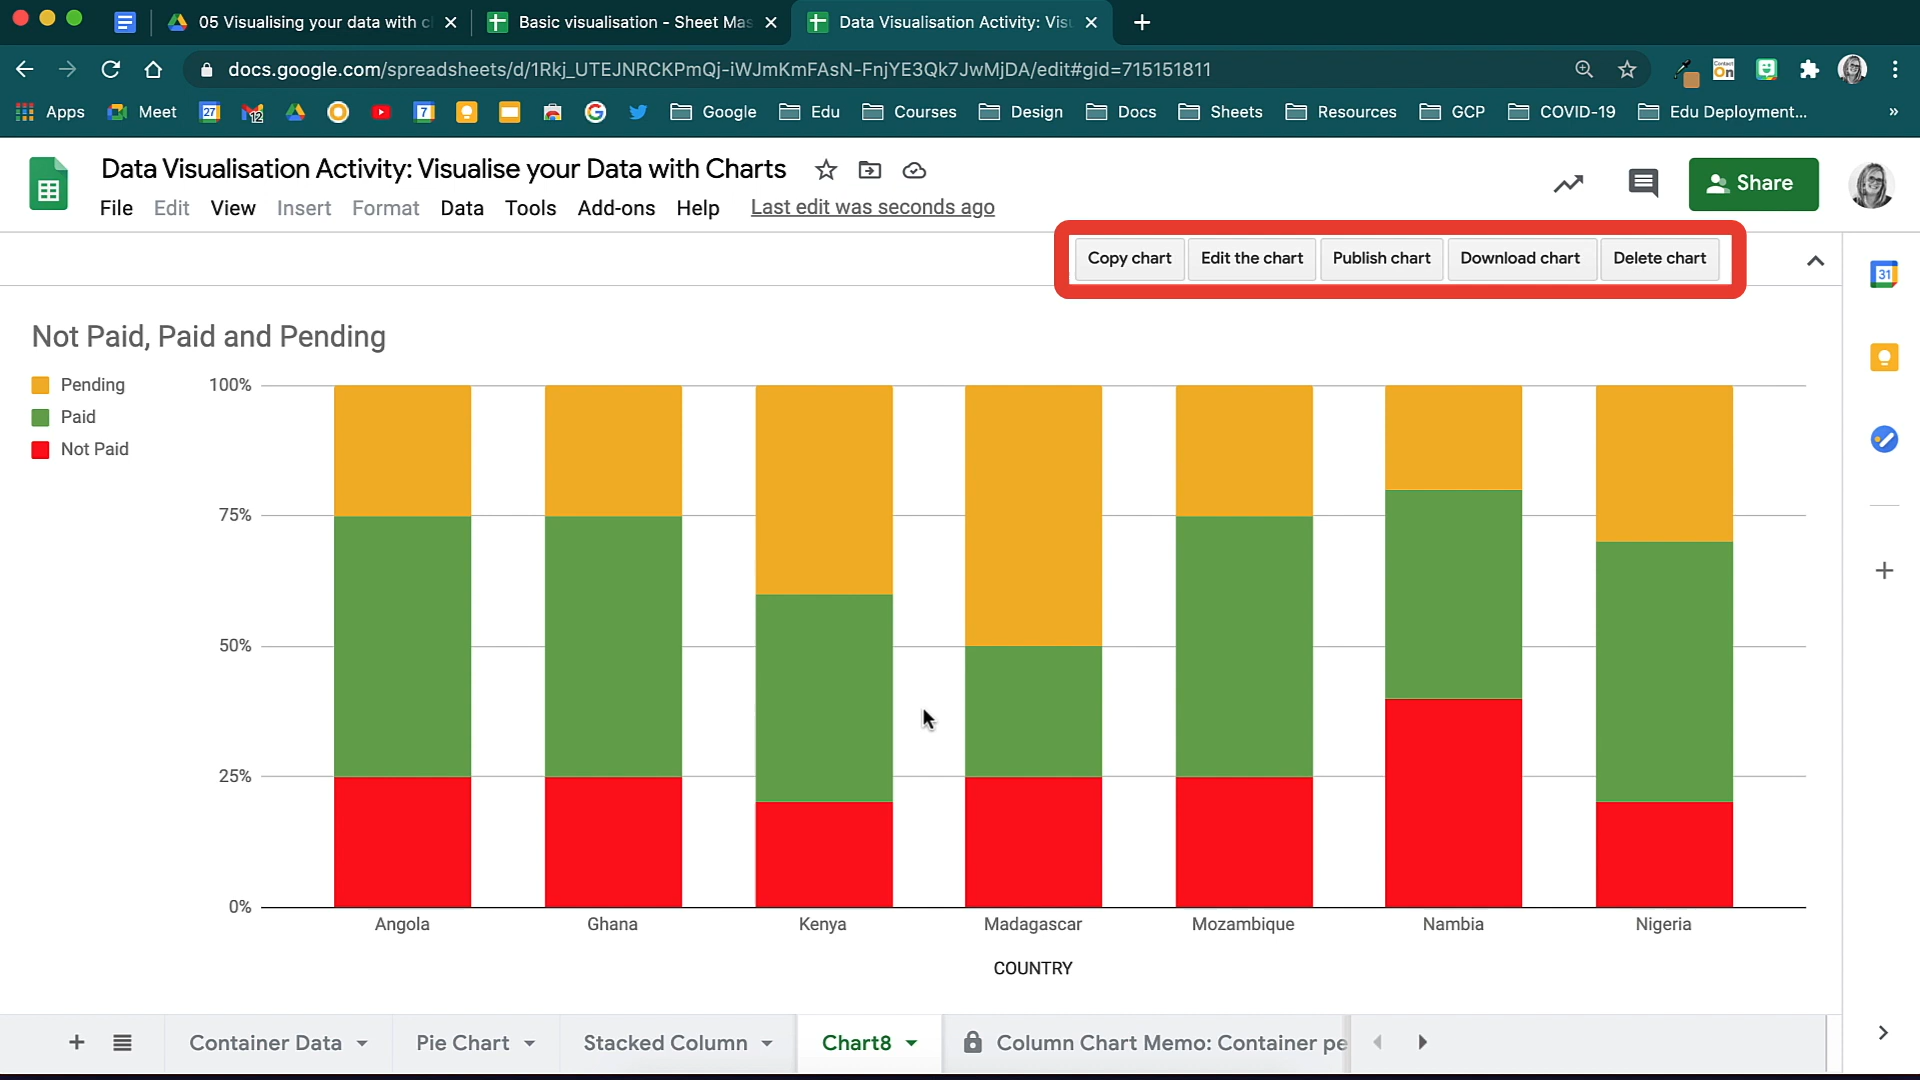 05 Visualising your data with c
Basic visualisation - Sheet Mas
Data Visualisation Activity: Vis
docs.google.com/spreadsheets/d/1Rkj_UTEJNRCKPmQj-iWJmKmFAsN-FnjYE3Qk7JwMjDA/edit#gid=715151811
Apps Meet 27 12 7 Google Edu Courses Design Docs Sheets Resources GCP COVID-19 Edu Deployment... »
Data Visualisation Activity: Visualise your Data with Charts
File Edit View Insert Format Data Tools Add-ons Help Last edit was seconds ago
Share
Copy chart Edit the chart Publish chart Download chart Delete chart
31
Not Paid, Paid and Pending
Pending
Paid
Not Paid
100%
75%
50%
25%
0%
Angola Ghana Kenya Madagascar Mozambique Nambia Nigeria
COUNTRY
Container Data Pie Chart Stacked Column Chart8 Column Chart Memo: Container pe